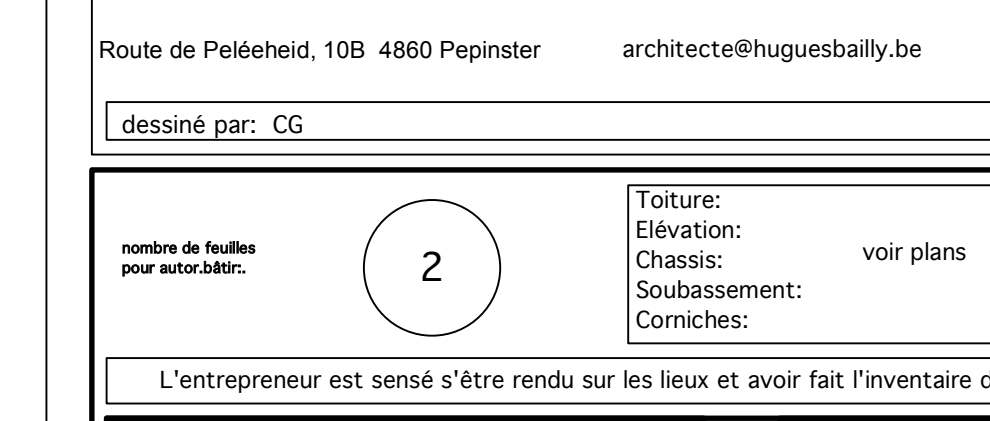 Route de Peléeheid, 10B 4860 Pepinster architecte@huguesbailly.be
dessiné par: CG
nombre de feuilles
pour autor.bâtir:.
2
Toiture:
Elévation:
Chassis:
Soubassement:
Corniches:
voir plans
L'entrepreneur est sensé s'être rendu sur les lieux et avoir fait l'inventaire